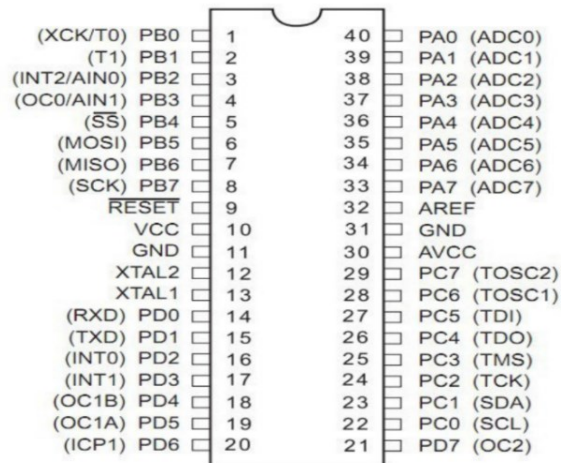 (XCK/T0) PB0 1 40 PA0 (ADC0)
(T1) PB1 2 39 PA1 (ADC1)
(INT2/AIN0) PB2 3 38 PA2 (ADC2)
(OC0/AIN1) PB3 4 37 PA3 (ADC3)
(S̅S̅) PB4 5 36 PA4 (ADC4)
(MOSI) PB5 6 35 PA5 (ADC5)
(MISO) PB6 7 34 PA6 (ADC6)
(SCK) PB7 8 33 PA7 (ADC7)
R̅E̅S̅E̅T̅ 9 32 AREF
VCC 10 31 GND
GND 11 30 AVCC
XTAL2 12 29 PC7 (TOSC2)
XTAL1 13 28 PC6 (TOSC1)
(RXD) PD0 14 27 PC5 (TDI)
(TXD) PD1 15 26 PC4 (TDO)
(INT0) PD2 16 25 PC3 (TMS)
(INT1) PD3 17 24 PC2 (TCK)
(OC1B) PD4 18 23 PC1 (SDA)
(OC1A) PD5 19 22 PC0 (SCL)
(ICP1) PD6 20 21 PD7 (OC2)